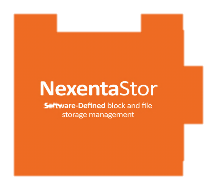 NexentaStor
Software-Defined block and file
storage management